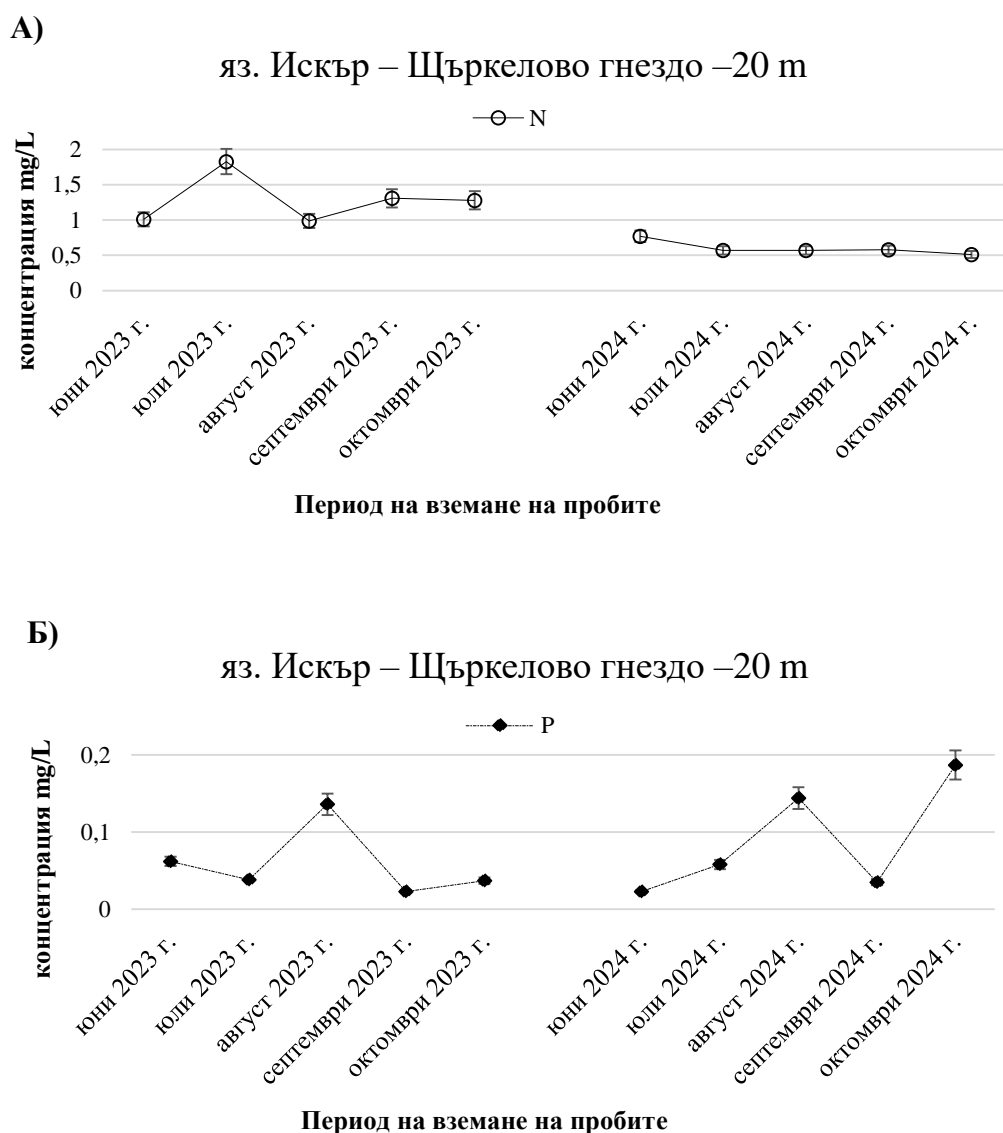 А)
яз. Искър – Щъркелово гнездо –20 m
N
концентрация mg/L
2
1,5
1
0,5
0
юни 2023 г.
юли 2023 г.
август 2023 г.
септември 2023 г.
октомври 2023 г.
юни 2024 г.
юли 2024 г.
август 2024 г.
септември 2024 г.
октомври 2024 г.
Период на вземане на пробите
Б)
яз. Искър – Щъркелово гнездо –20 m
P
концентрация mg/L
0,2
0,1
0
юни 2023 г.
юли 2023 г.
август 2023 г.
септември 2023 г.
октомври 2023 г.
юни 2024 г.
юли 2024 г.
август 2024 г.
септември 2024 г.
октомври 2024 г.
Период на вземане на пробите